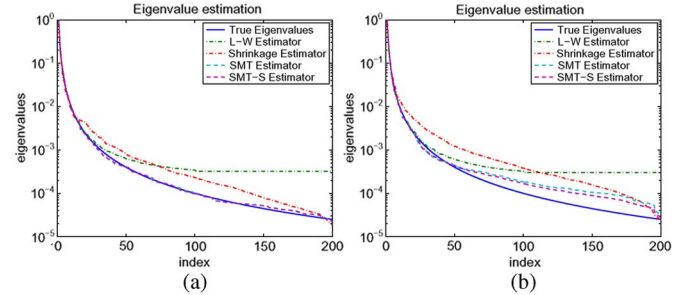 Eigenvalue estimation
10^0
10^-1
10^-2
10^-3
10^-4
10^-5
eigenvalues
0 50 100 150 200
index
True Eigenvalues
L-W Estimator
Shrinkage Estimator
SMT Estimator
SMT-S Estimator
(a)
Eigenvalue estimation
10^0
10^-1
10^-2
10^-3
10^-4
10^-5
eigenvalues
0 50 100 150 200
index
True Eigenvalues
L-W Estimator
Shrinkage Estimator
SMT Estimator
SMT-S Estimator
(b)